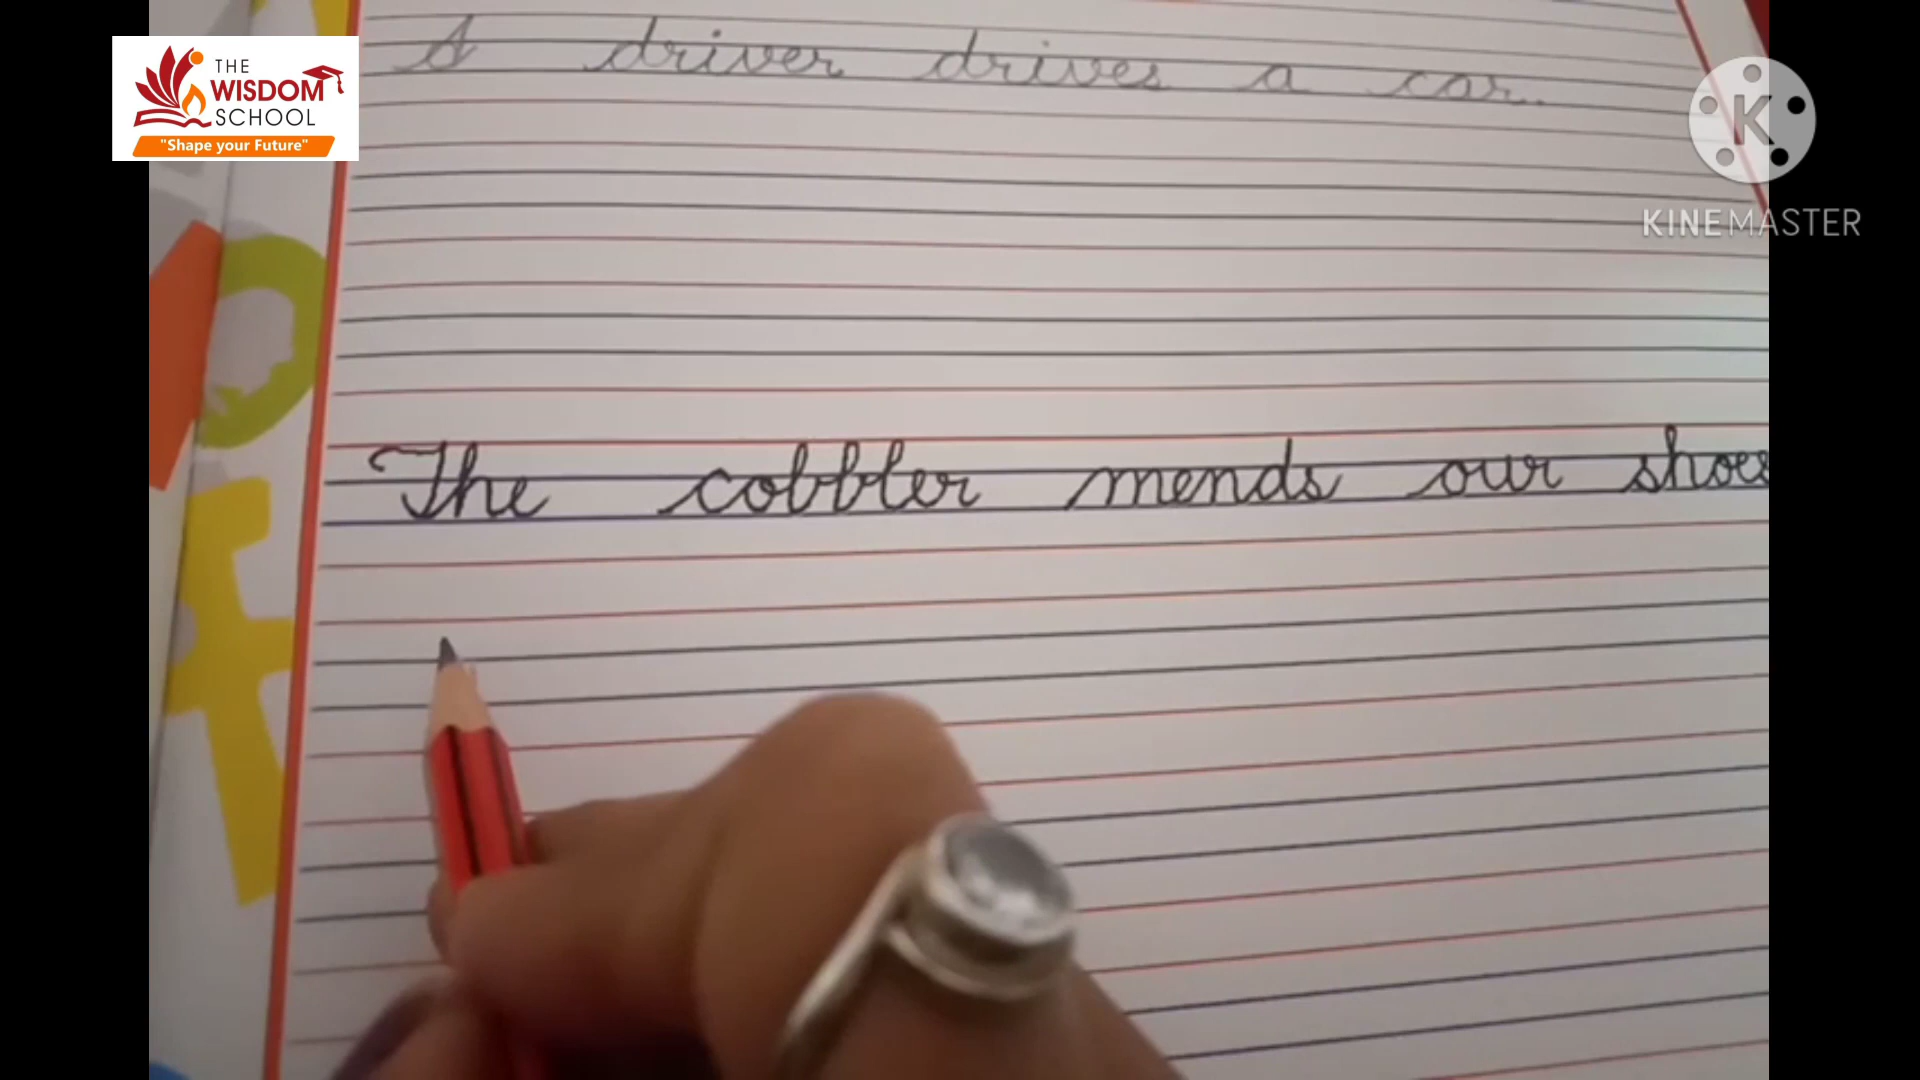 A driver drives a car.
THE
WISDOM
SCHOOL
"Shape your Future"
K
KINEMASTER
The cobbler mends our shoes